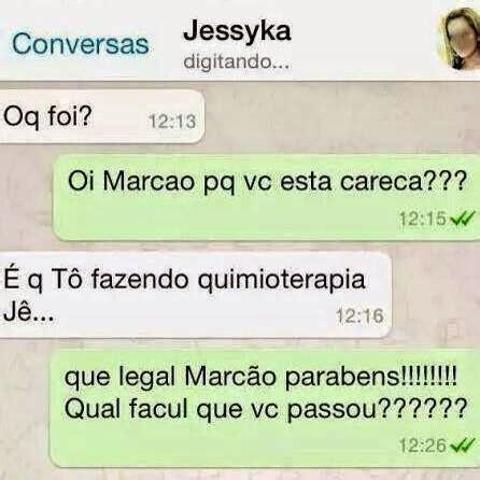 Conversas
Jessyka
digitando...
Oq foi?
12:13
Oi Marcao pq vc esta careca???
12:15
É q Tô fazendo quimioterapia
Jê...
12:16
que legal Marcão parabens!!!!!!!!
Qual facul que vc passou??????
12:26